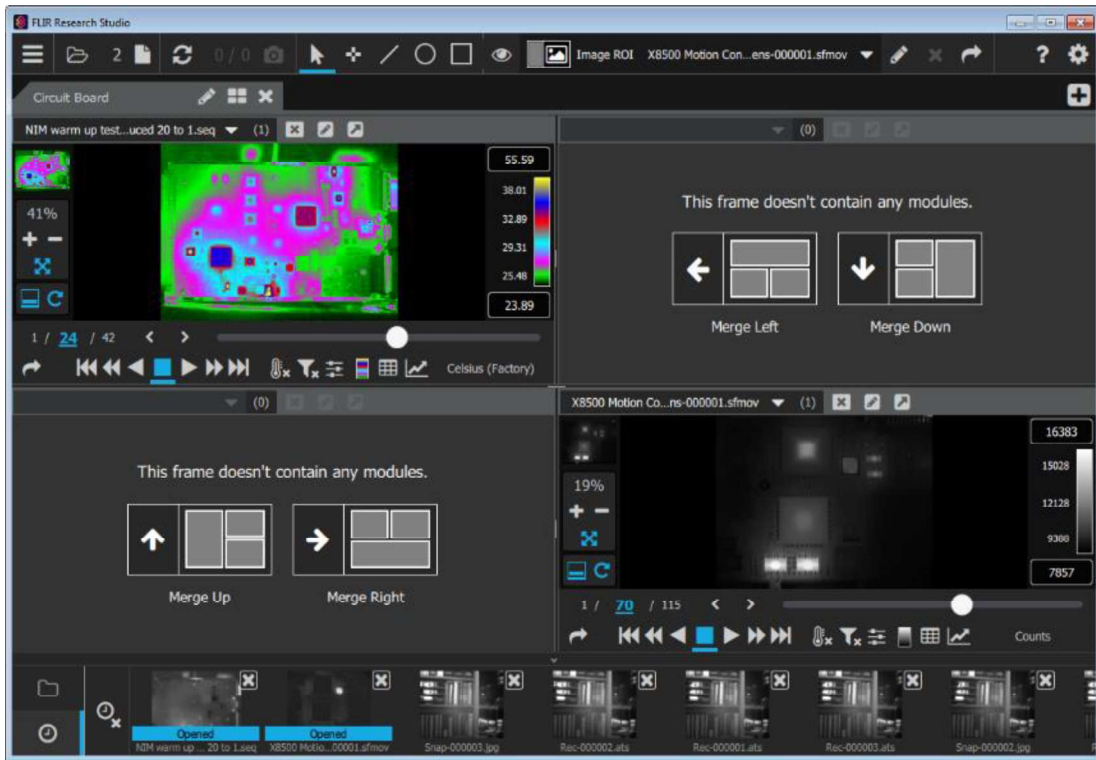 FLIR Research Studio
2 0 / 0 Image ROI X8500 Motion Con...ens-000001.sfmov ?
Circuit Board
NIM warm up test...uced 20 to 1.seq (1)
55.59
38.01
32.89
29.31
25.48
23.89
41%
1 / 24 / 42
Celsius (Factory)
(0)
This frame doesn't contain any modules.
Merge Left Merge Down
(0)
This frame doesn't contain any modules.
Merge Up Merge Right
X8500 Motion Co...ns-000001.sfmov (1)
16383
15028
12128
9300
7857
19%
1 / 70 / 115
Counts
Opened Opened
NIM warm up ... 20 to 1.seq X8500 Motio...00001.sfmov Snap-000003.jpg Rec-000002.ats Rec-000001.ats Rec-000003.ats Snap-000002.jpg